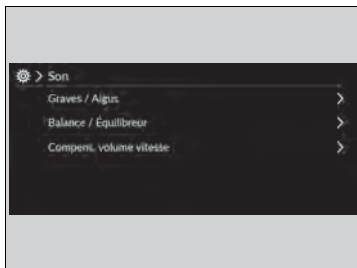 > Son
Graves / Aigus >
Balance / Équilibreur >
Compens. volume vitesse >